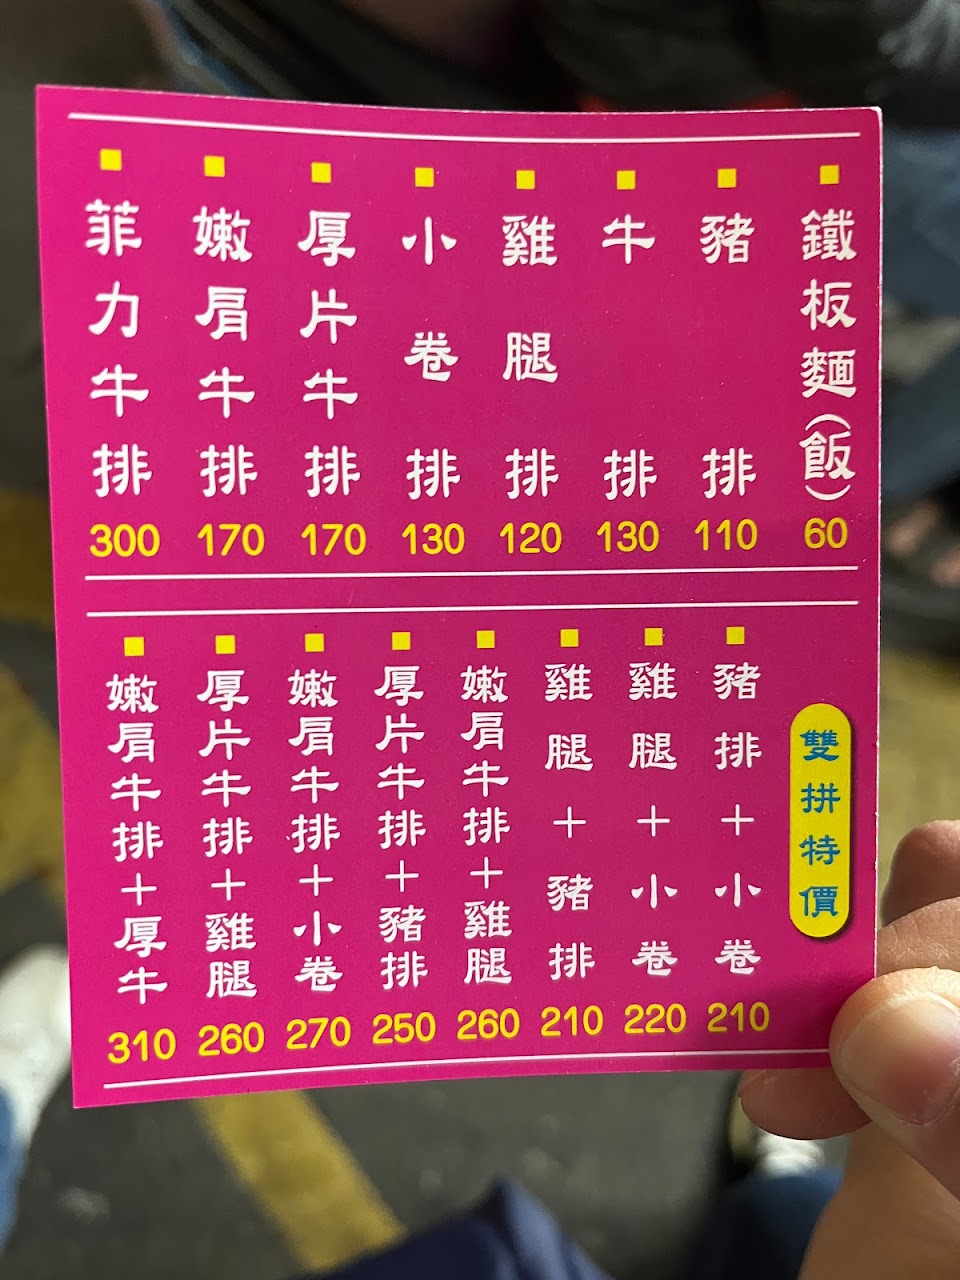 鐵板麵(飯) 60
豬排 110
牛排 130
雞腿排 120
小卷排 130
厚片牛排 170
嫩肩牛排 170
菲力牛排 300
雙拼特價
豬排+小卷 210
雞腿+小卷 220
雞腿+豬排 210
嫩肩牛排+雞腿 260
厚片牛排+豬排 250
嫩肩牛排+小卷 270
厚片牛排+雞腿 260
嫩肩牛排+厚牛 310